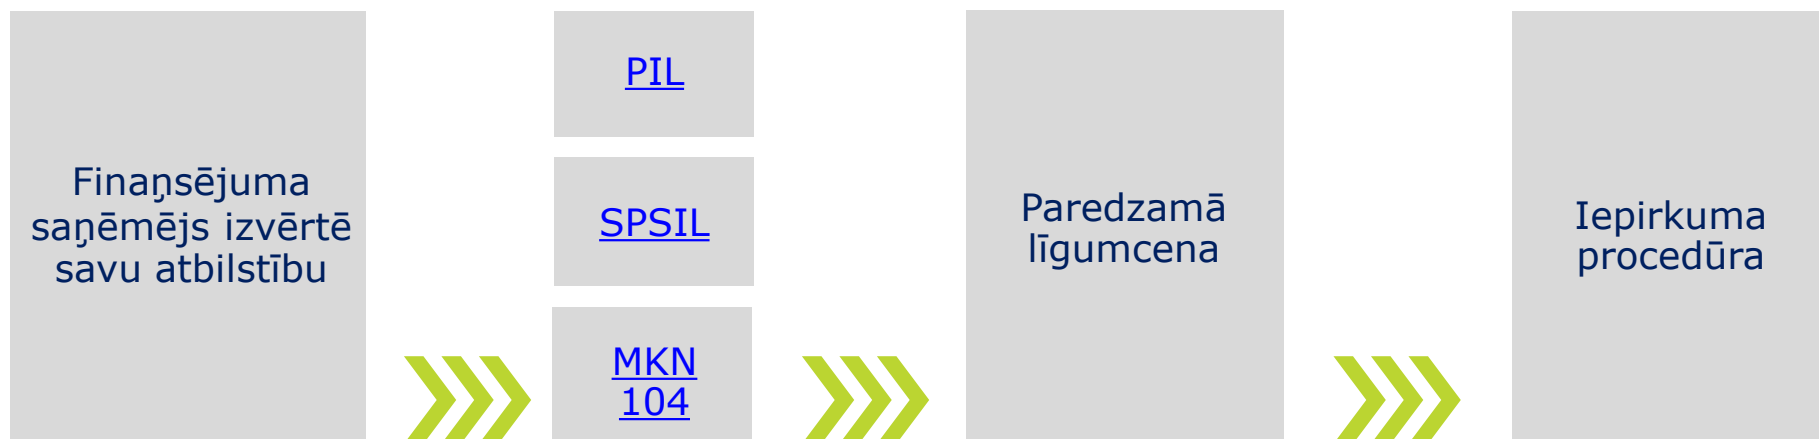 Finaņsējuma
saņēmējs izvērtē
savu atbilstību
PIL
SPSIL
MKN
104
Paredzamā
līgumcena
Iepirkuma
procedūra